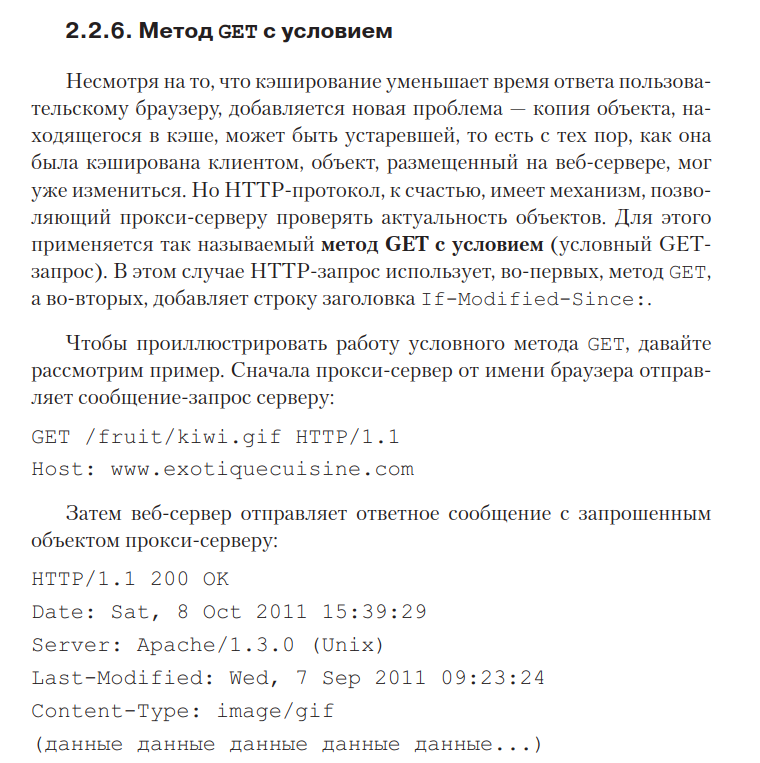 2.2.6. Метод GET с условием
Несмотря на то, что кэширование уменьшает время ответа пользова-
тельскому браузеру, добавляется новая проблема — копия объекта, на-
ходящегося в кэше, может быть устаревшей, то есть с тех пор, как она
была кэширована клиентом, объект, размещенный на веб-сервере, мог
уже измениться. Но HTTP-протокол, к счастью, имеет механизм, позво-
ляющий прокси-серверу проверять актуальность объектов. Для этого
применяется так называемый метод GET с условием (условный GET-
запрос). В этом случае HTTP-запрос использует, во-первых, метод GET,
а во-вторых, добавляет строку заголовка If-Modified-Since:.
Чтобы проиллюстрировать работу условного метода GET, давайте
рассмотрим пример. Сначала прокси-сервер от имени браузера отправ-
ляет сообщение-запрос серверу:
GET /fruit/kiwi.gif HTTP/1.1
Host: www.exotiquecuisine.com
Затем веб-сервер отправляет ответное сообщение с запрошенным
объектом прокси-серверу:
HTTP/1.1 200 OK
Date: Sat, 8 Oct 2011 15:39:29
Server: Apache/1.3.0 (Unix)
Last-Modified: Wed, 7 Sep 2011 09:23:24
Content-Type: image/gif
(данные данные данные данные данные...)